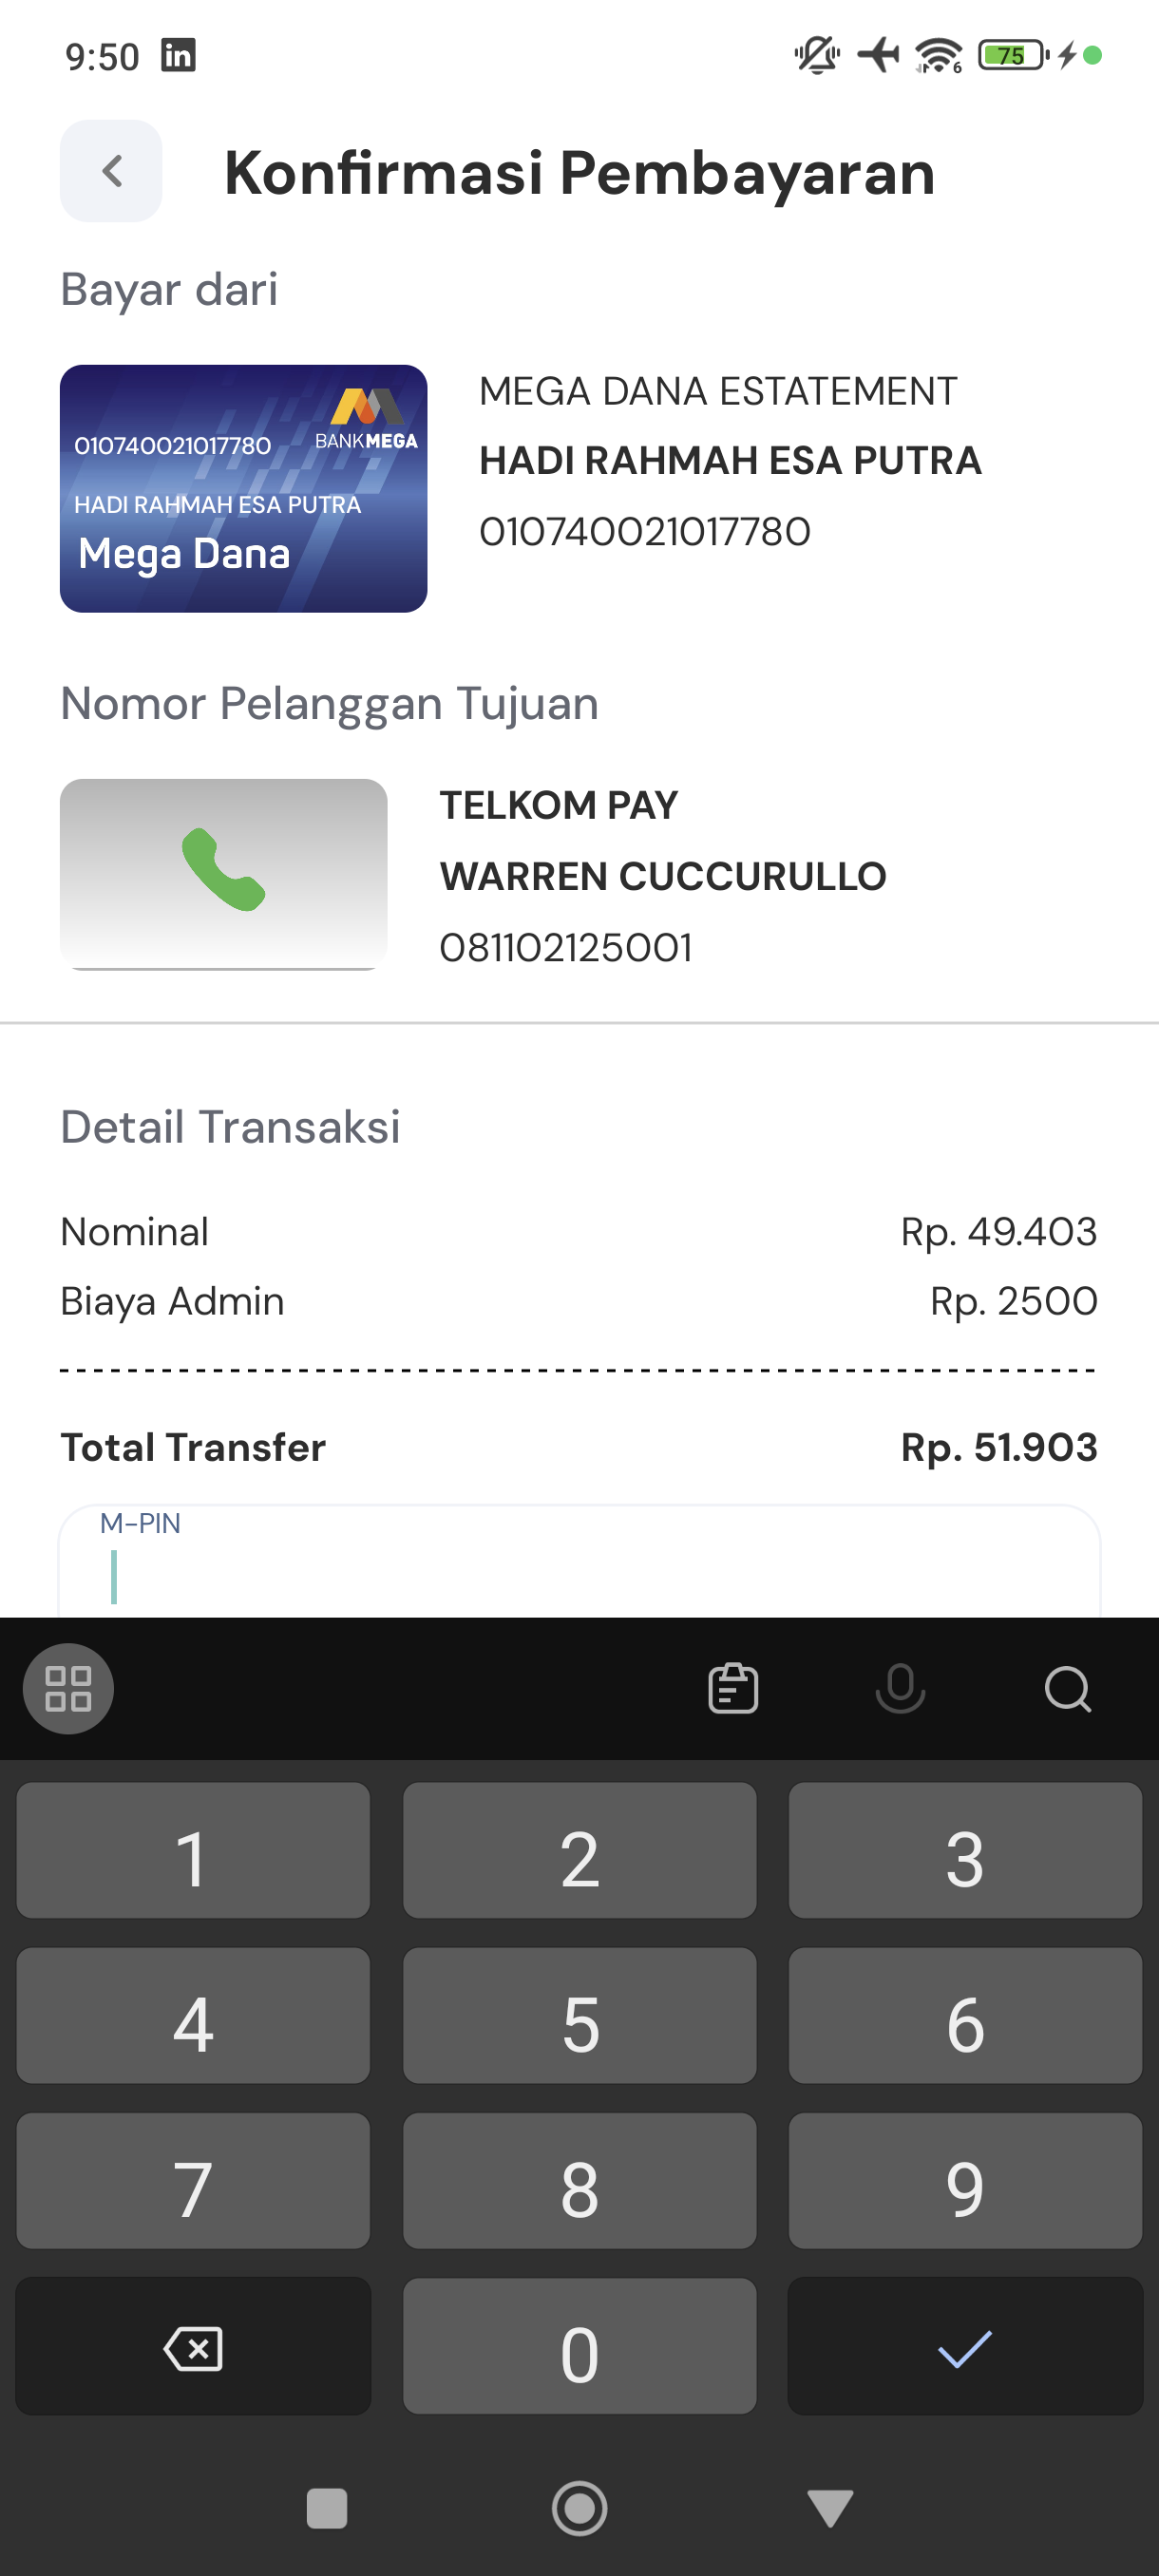 9:50
75
6
Konfirmasi Pembayaran
Bayar dari
010740021017780
BANKMEGA
HADI RAHMAH ESA PUTRA
Mega Dana
MEGA DANA ESTATEMENT
HADI RAHMAH ESA PUTRA
010740021017780
Nomor Pelanggan Tujuan
TELKOM PAY
WARREN CUCCURULLO
081102125001
Detail Transaksi
Nominal Rp. 49.403
Biaya Admin Rp. 2500
Total Transfer Rp. 51.903
M-PIN
1 2 3
4 5 6
7 8 9
0